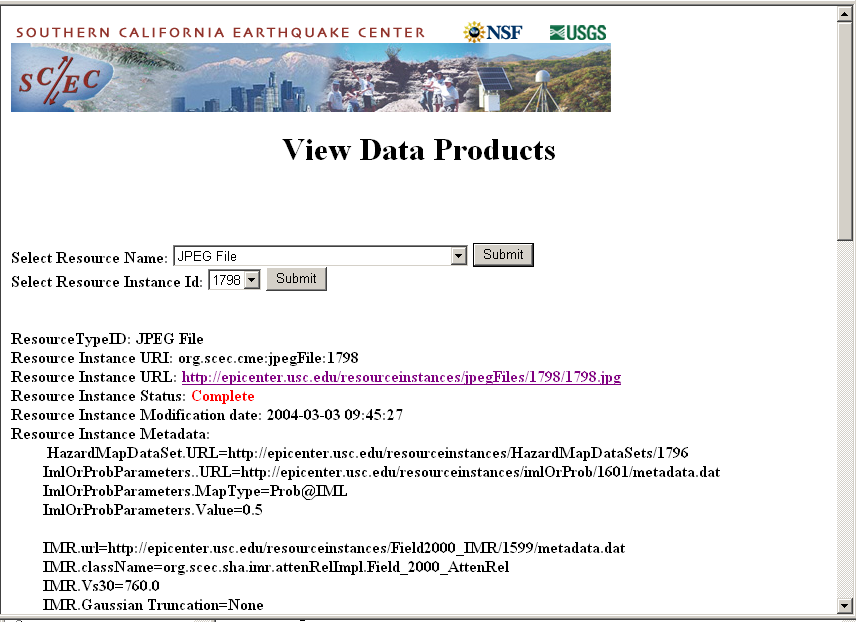 SOUTHERN CALIFORNIA EARTHQUAKE CENTER NSF USGS
SC/EC
View Data Products
Select Resource Name: JPEG File Submit
Select Resource Instance Id: 1798 Submit
ResourceTypeID: JPEG File
Resource Instance URI: org.scec.cme:jpegFile:1798
Resource Instance URL: http://epicenter.usc.edu/resourceinstances/jpegFiles/1798/1798.jpg
Resource Instance Status: Complete
Resource Instance Modification date: 2004-03-03 09:45:27
Resource Instance Metadata:
HazardMapDataSet.URL=http://epicenter.usc.edu/resourceinstances/HazardMapDataSets/1796
ImlOrProbParameters..URL=http://epicenter.usc.edu/resourceinstances/imlOrProb/1601/metadata.dat
ImlOrProbParameters.MapType=Prob@IML
ImlOrProbParameters.Value=0.5
IMR.url=http://epicenter.usc.edu/resourceinstances/Field2000_IMR/1599/metadata.dat
IMR.className=org.scec.sha.imr.attenRelImpl.Field_2000_AttenRel
IMR.Vs30=760.0
IMR.Gaussian Truncation=None